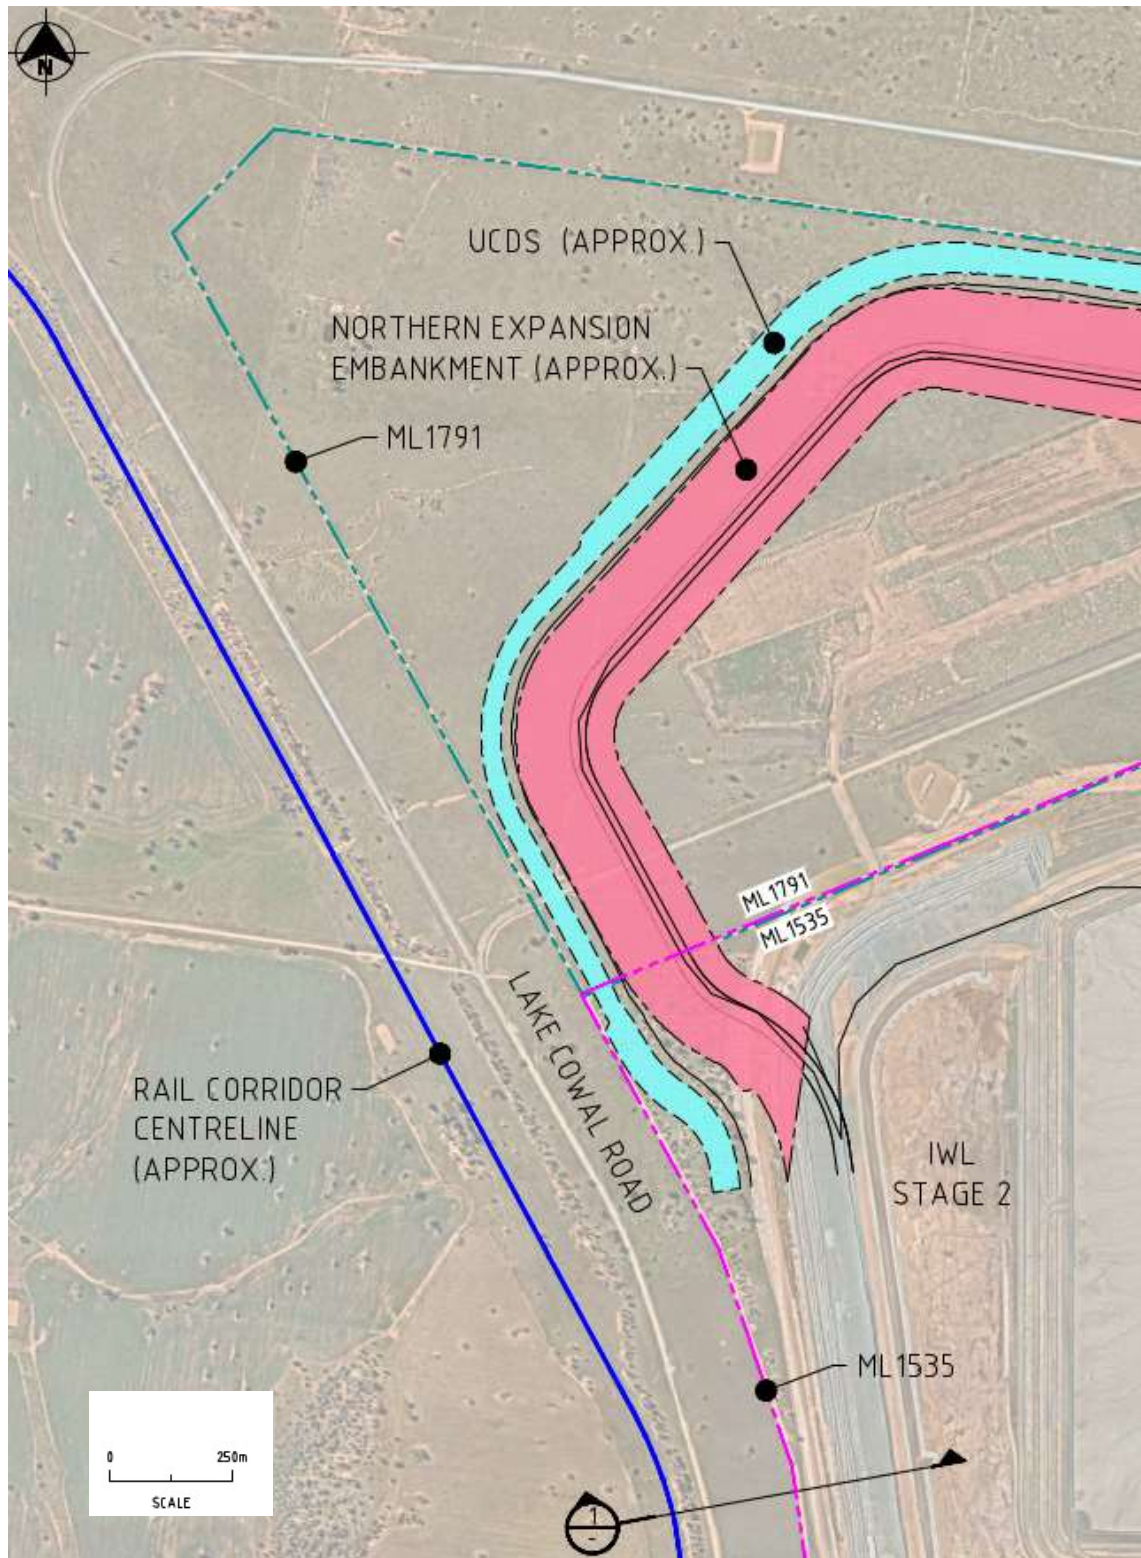 N
UCDS (APPROX.)
NORTHERN EXPANSION
EMBANKMENT (APPROX.)
ML1791
ML1791
ML1535
LAKE COWAL ROAD
RAIL CORRIDOR
CENTRELINE
(APPROX.)
IWL
STAGE 2
ML1535
0 250m
SCALE
1
-